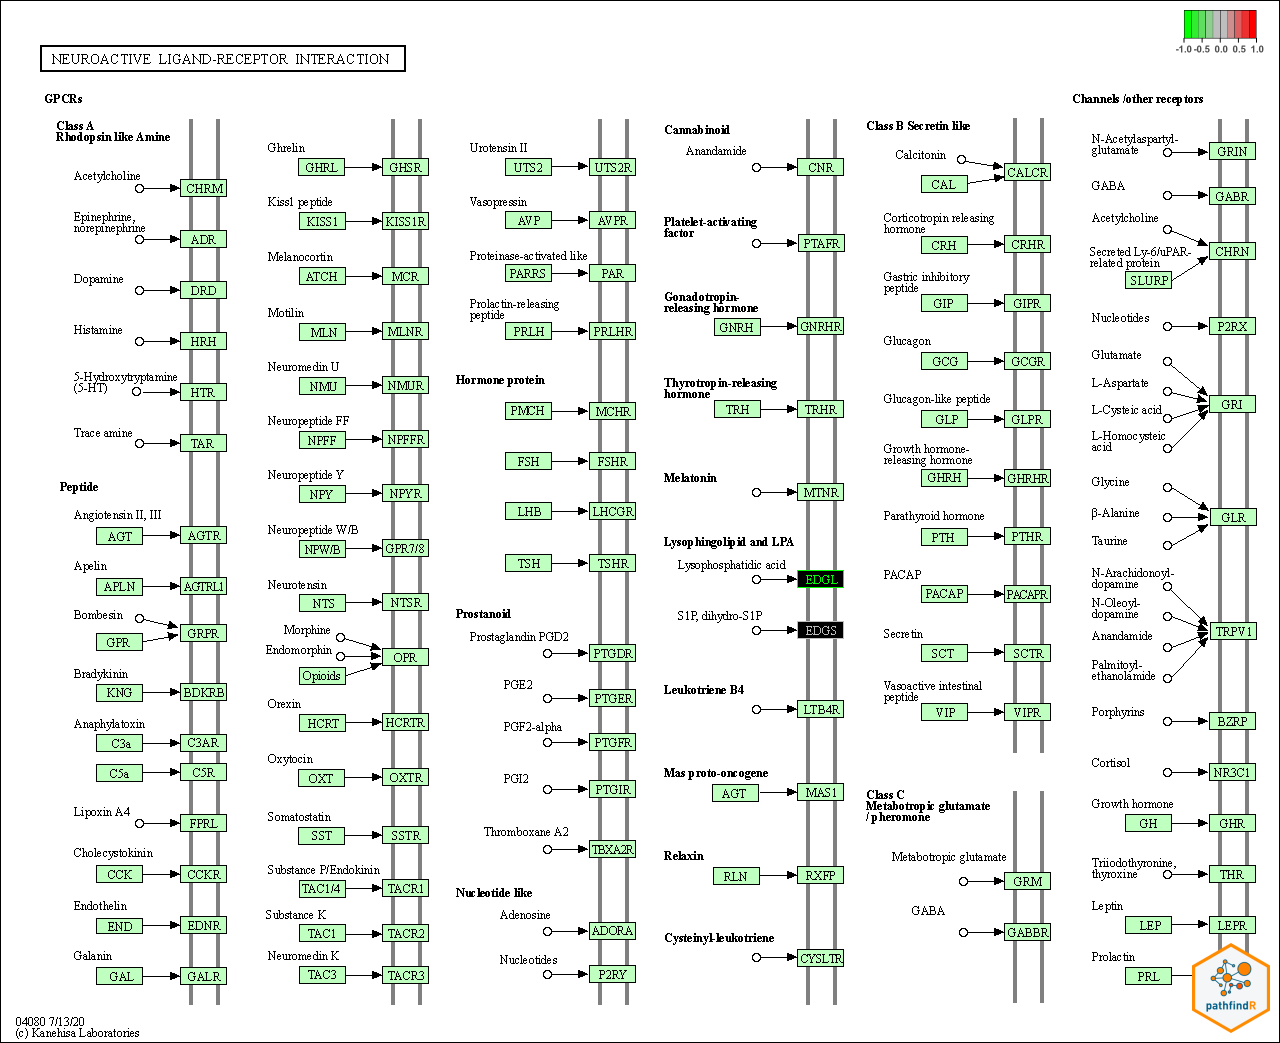 -1.0 -0.5 0.0 0.5 1.0
NEUROACTIVE LIGAND-RECEPTOR INTERACTION
GPCRs
Class A
Rhodopsin like Amine
Acetylcholine
CHRM
Epinephrine,
norepinephrine
ADR
Dopamine
DRD
Histamine
HRH
5-Hydroxytryptamine
(5-HT)
HTR
Trace amine
TAR
Peptide
Angiotensin II, III
AGT
AGTR
Apelin
APLN
AGTRL1
Bombesin
GPR
GRPR
Bradykinin
KNG
BDKRB
Anaphylatoxin
C3a
C3AR
C5a
C5R
Lipoxin A4
FPRL
Cholecystokinin
CCK
CCKR
Endothelin
END
EDNR
Galanin
GAL
GALR
Ghrelin
GHRL
GHSR
Kiss1 peptide
KISS1
KISS1R
Melanocortin
ATCH
MCR
Motilin
MLN
MLNR
Neuromedin U
NMU
NMUR
Neuropeptide FF
NPFF
NPFFR
Neuropeptide Y
NPY
NPYR
Neuropeptide W/B
NPW/B
GPR7/8
Neurotensin
NTS
NTSR
Morphine
Endomorphin
Opioids
OPR
Orexin
HCRT
HCRTR
Oxytocin
OXT
OXTR
Somatostatin
SST
SSTR
Substance P/Endokinin
TAC1/4
TACR1
Substance K
TAC1
TACR2
Neuromedin K
TAC3
TACR3
Urotensin II
UTS2
UTS2R
Vasopressin
AVP
AVPR
Proteinase-activated like
PARRS
PAR
Prolactin-releasing
peptide
PRLH
PRLHR
Hormone protein
PMCH
MCHR
FSH
FSHR
LHB
LHCGR
TSH
TSHR
Prostanoid
Prostaglandin PGD2
PTGDR
PGE2
PTGER
PGF2-alpha
PTGFR
PGI2
PTGIR
Thromboxane A2
TBXA2R
Nucleotide like
Adenosine
ADORA
Nucleotides
P2RY
Cannabinoid
Anandamide
CNR
Platelet-activating
factor
PTAFR
Gonadotropin-
releasing hormone
GNRH
GNRHR
Thyrotropin-releasing
hormone
TRH
TRHR
Melatonin
MTNR
Lysophingolipid and LPA
Lysophosphatidic acid
EDGL
S1P, dihydro-S1P
EDGS
Leukotriene B4
LTB4R
Mas proto-oncogene
AGT
MAS1
Relaxin
RLN
RXFP
Cysteinyl-leukotriene
CYSLTR
Class B Secretin like
Calcitonin
CAL
CALCR
Corticotropin releasing
hormone
CRH
CRHR
Gastric inhibitory
peptide
GIP
GIPR
Glucagon
GCG
GCGR
Glucagon-like peptide
GLP
GLPR
Growth hormone-
releasing hormone
GHRH
GHRHR
Parathyroid hormone
PTH
PTHR
PACAP
PACAP
PACAPR
Secretin
SCT
SCTR
Vasoactive intestinal
peptide
VIP
VIPR
Class C
Metabotropic glutamate
/ pheromone
Metabotropic glutamate
GRM
GABA
GABBR
Channels /other receptors
N-Acetylaspartyl-
glutamate
GRIN
GABA
GABR
Acetylcholine
CHRN
Secreted Ly-6/uPAR-
related protein
SLURP
Nucleotides
P2RX
Glutamate
L-Aspartate
GRI
L-Cysteic acid
L-Homocysteic
acid
Glycine
β-Alanine
GLR
Taurine
N-Arachidonoyl-
dopamine
N-Oleoyl-
dopamine
TRPV1
Anandamide
Palmitoyl-
ethanolamide
Porphyrins
BZRP
Cortisol
NR3C1
Growth hormone
GH
GHR
Triiodothyronine,
thyroxine
THR
Leptin
LEP
LEPR
Prolactin
PRL
pathfindR
04080 7/13/20
(c) Kanehisa Laboratories